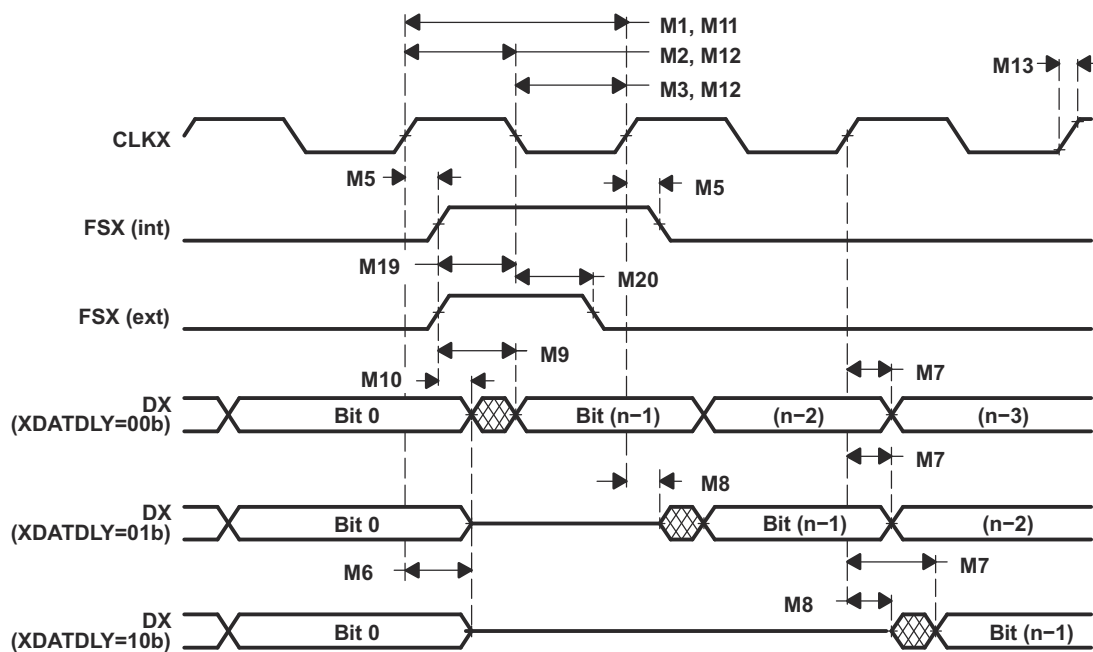 M1, M11
M2, M12
M13
M3, M12
CLKX
M5
M5
FSX (int)
M19
M20
FSX (ext)
M9
M10
M7
DX
(XDATDLY=00b)
Bit 0
Bit (n−1)
(n−2)
(n−3)
M7
M8
DX
(XDATDLY=01b)
Bit 0
Bit (n−1)
(n−2)
M6
M7
M8
DX
(XDATDLY=10b)
Bit 0
Bit (n−1)